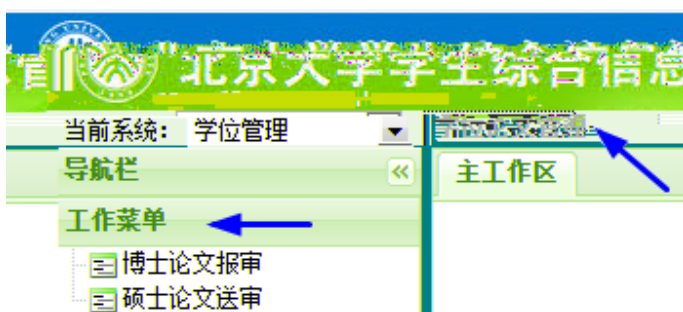 北京大学学生综合信息
当前系统： 学位管理
导航栏
主工作区
工作菜单
博士论文报审
硕士论文送审